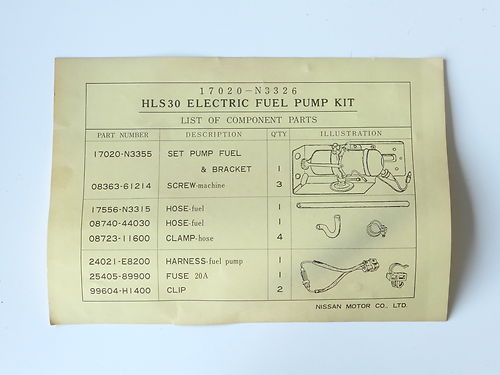 17020-N3326
HLS30 ELECTRIC FUEL PUMP KIT
LIST OF COMPONENT PARTS
PART NUMBER DESCRIPTION Q'TY ILLUSTRATION
17020-N3355 SET PUMP FUEL
& BRACKET 1
08363-61214 SCREW-machine 3
17556-N3315 HOSE-fuel 1
08740-44030 HOSE-fuel 1
08723-11600 CLAMP-hose 4
24021-E8200 HARNESS-fuel pump 1
25405-89900 FUSE 20A 1
99604-H1400 CLIP 2
NISSAN MOTOR CO., LTD.